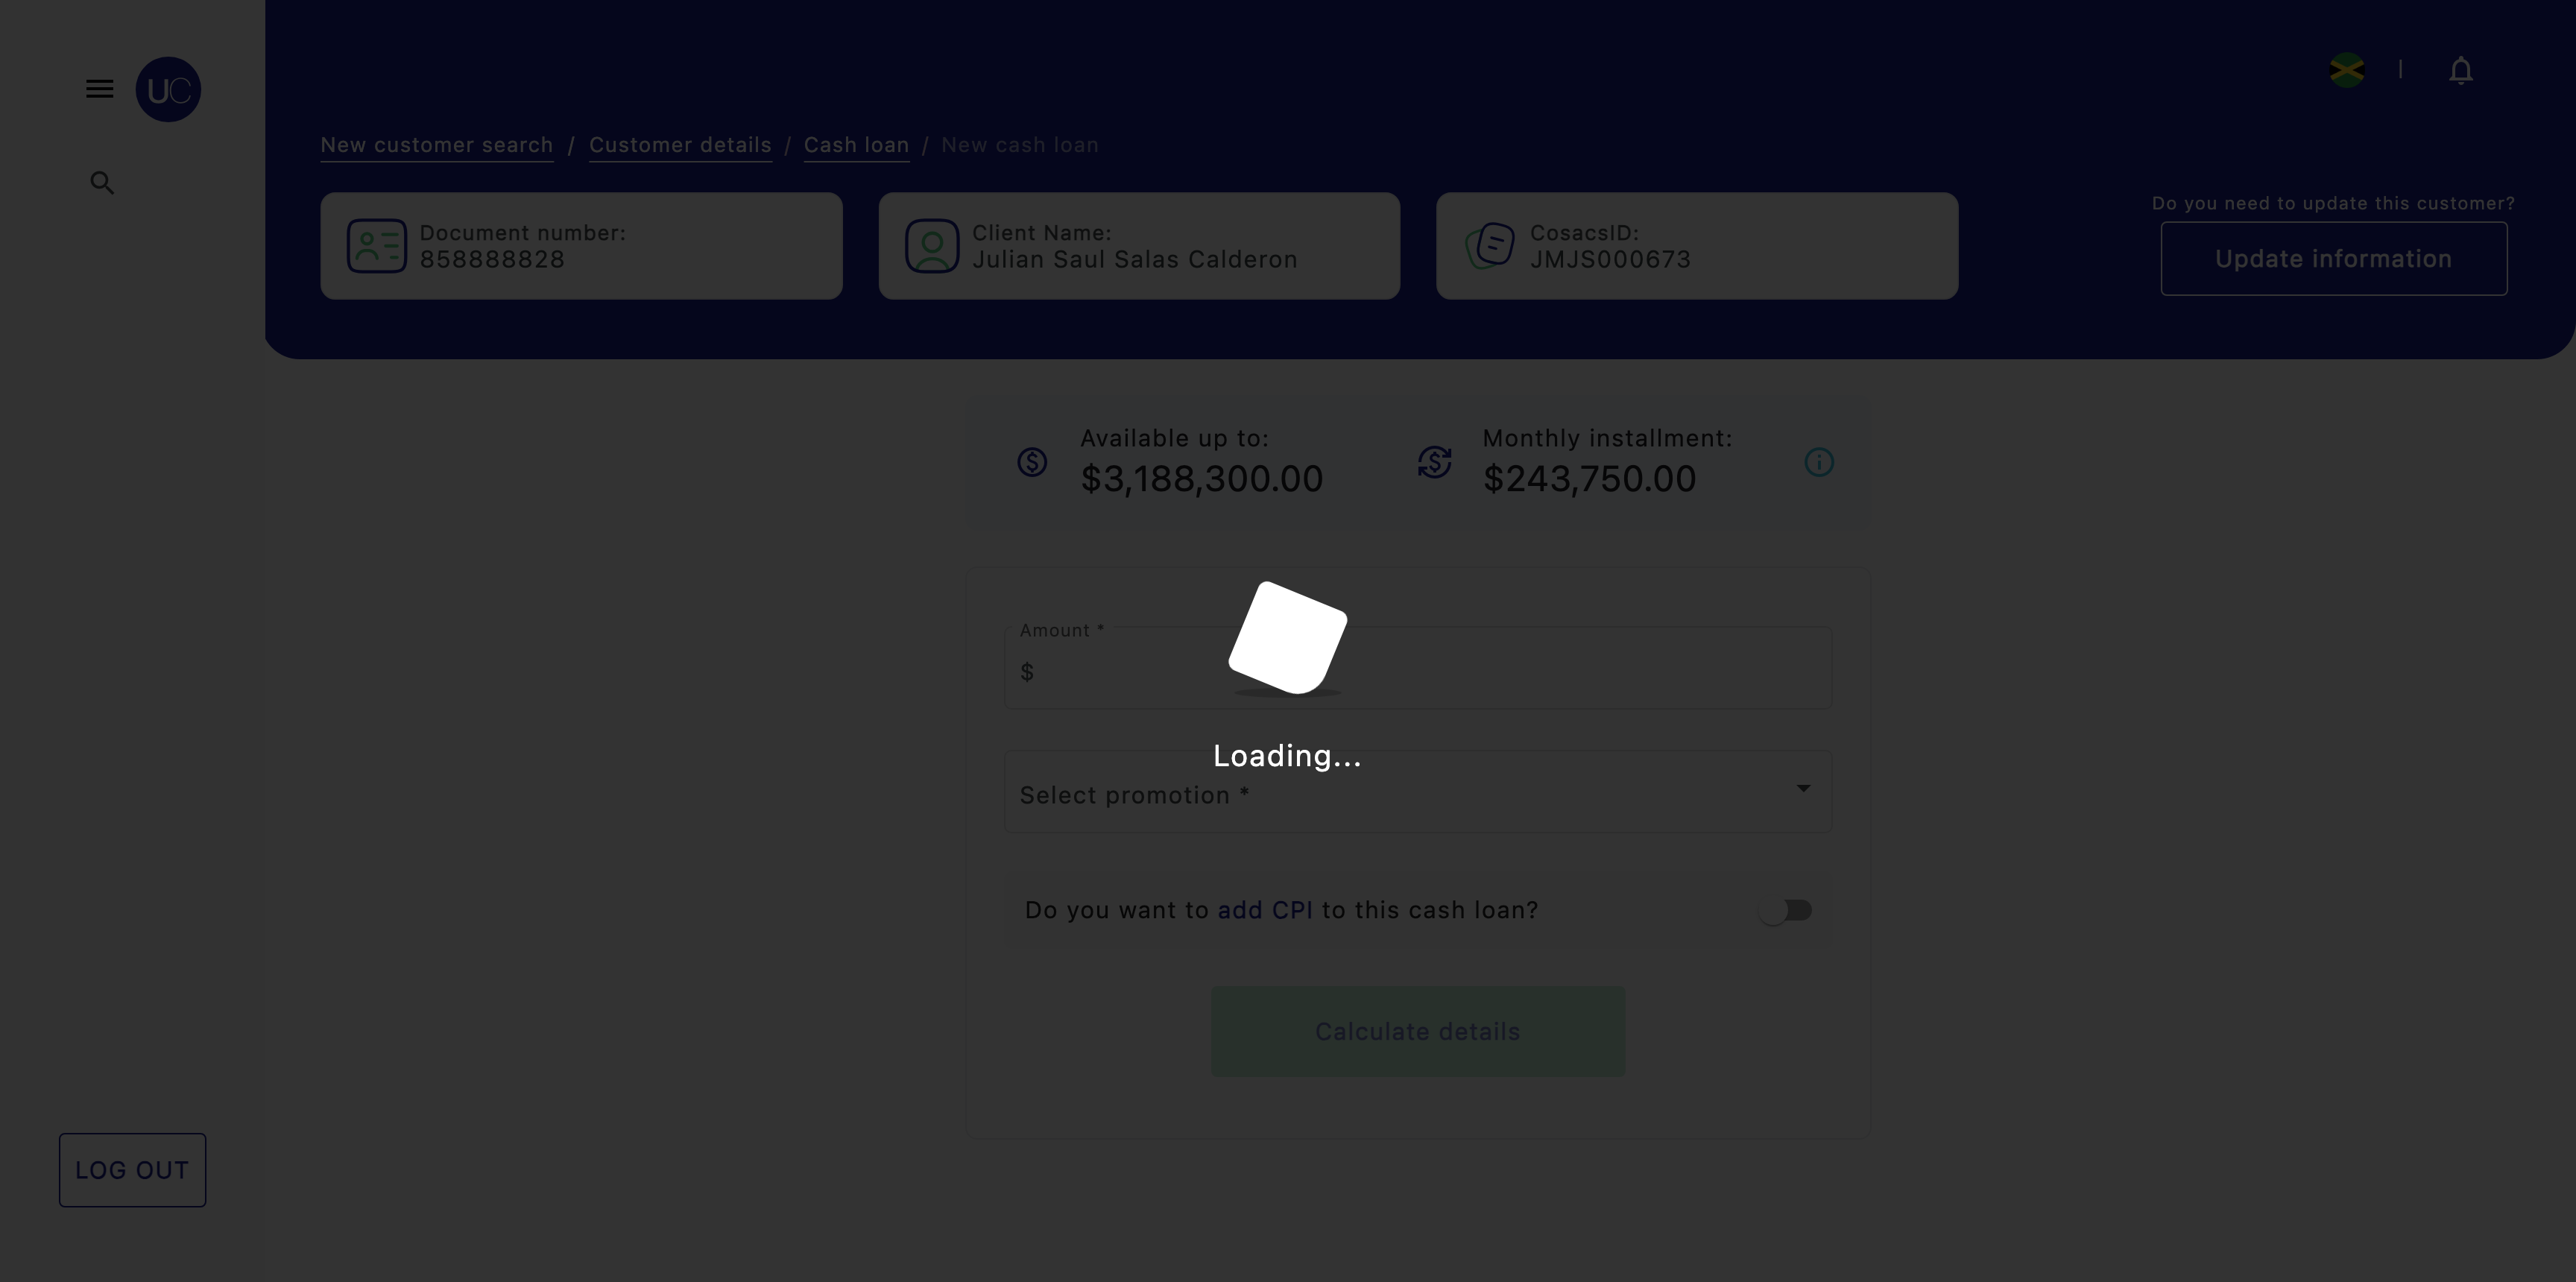 UC
New customer search / Customer details / Cash loan / New cash loan
Document number:
858888828
Client Name:
Julian Saul Salas Calderon
CosacsID:
JMJS000673
Do you need to update this customer?
Update information
Available up to:
$3,188,300.00
Monthly installment:
$243,750.00
Amount *
$
Loading...
Select promotion *
Do you want to add CPI to this cash loan?
Calculate details
LOG OUT